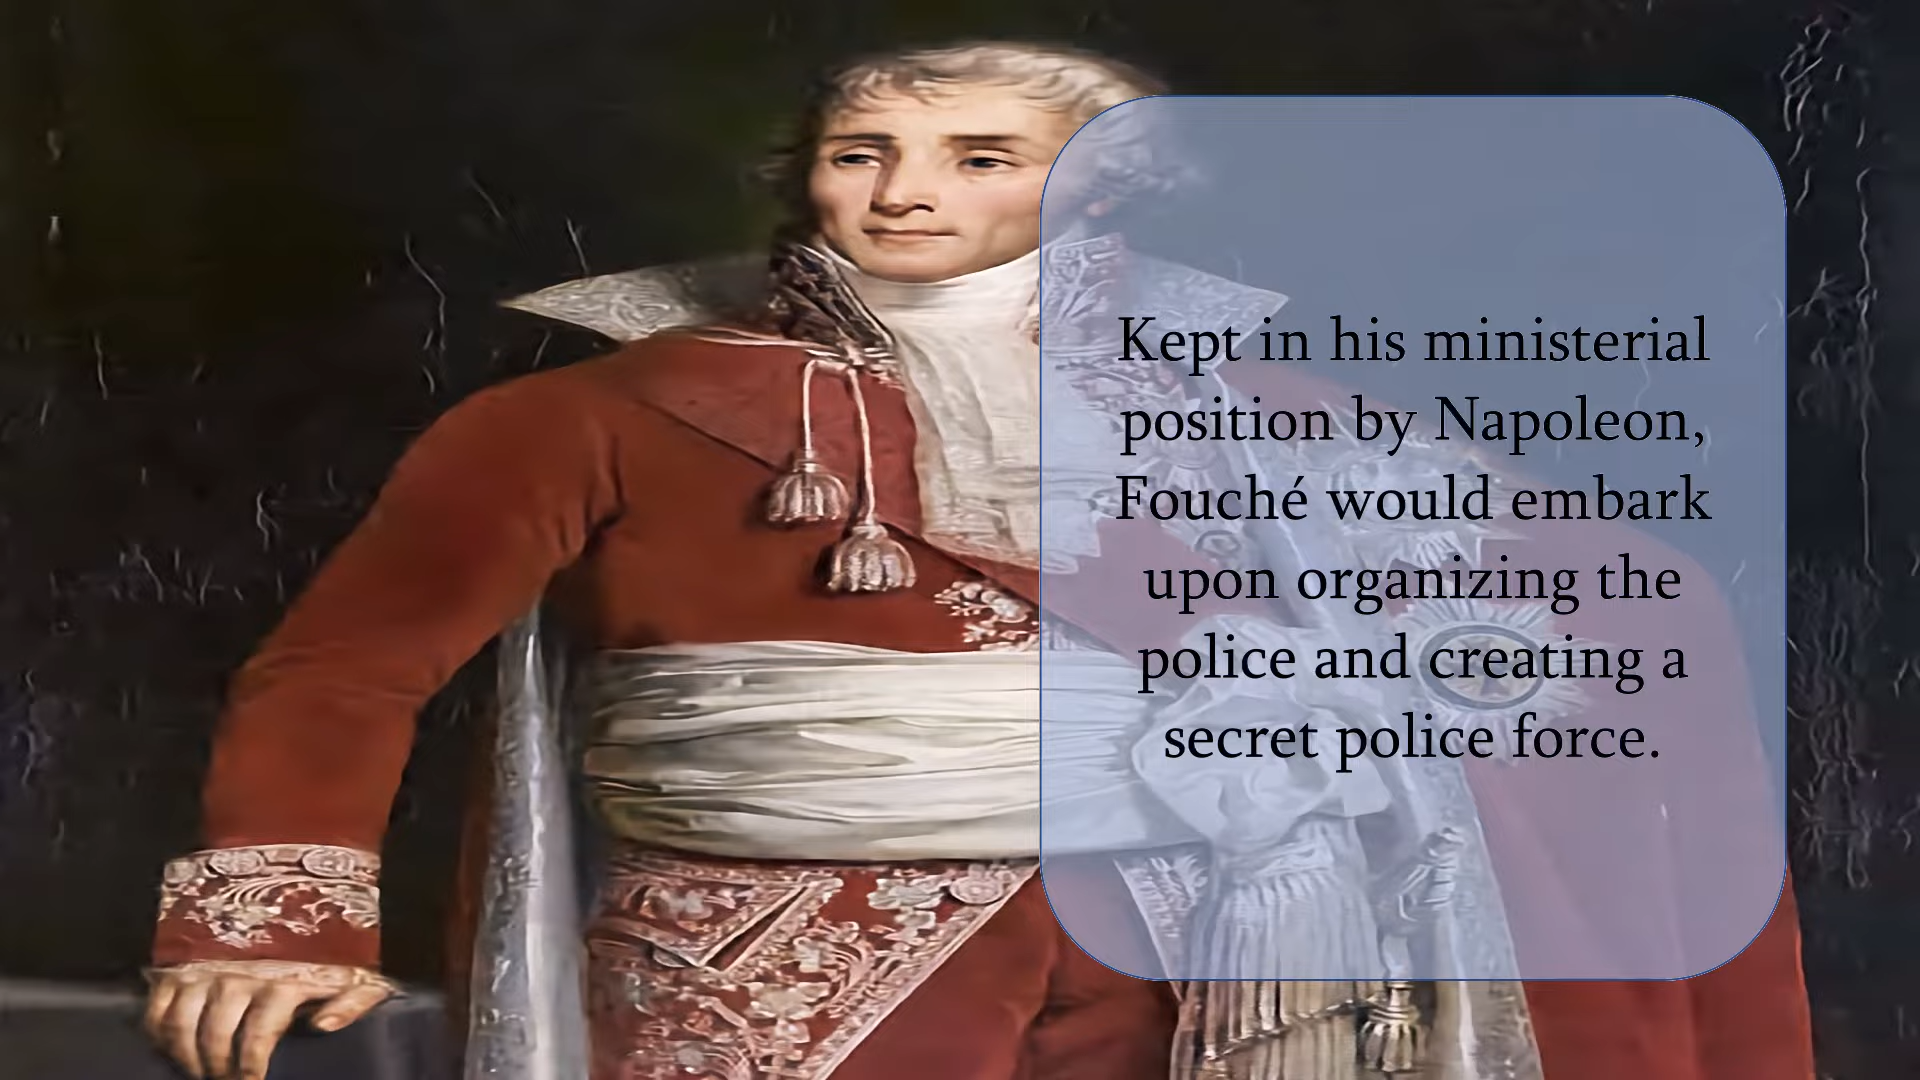 Kept in his ministerial
position by Napoleon,
Fouché would embark
upon organizing the
police and creating a
secret police force.